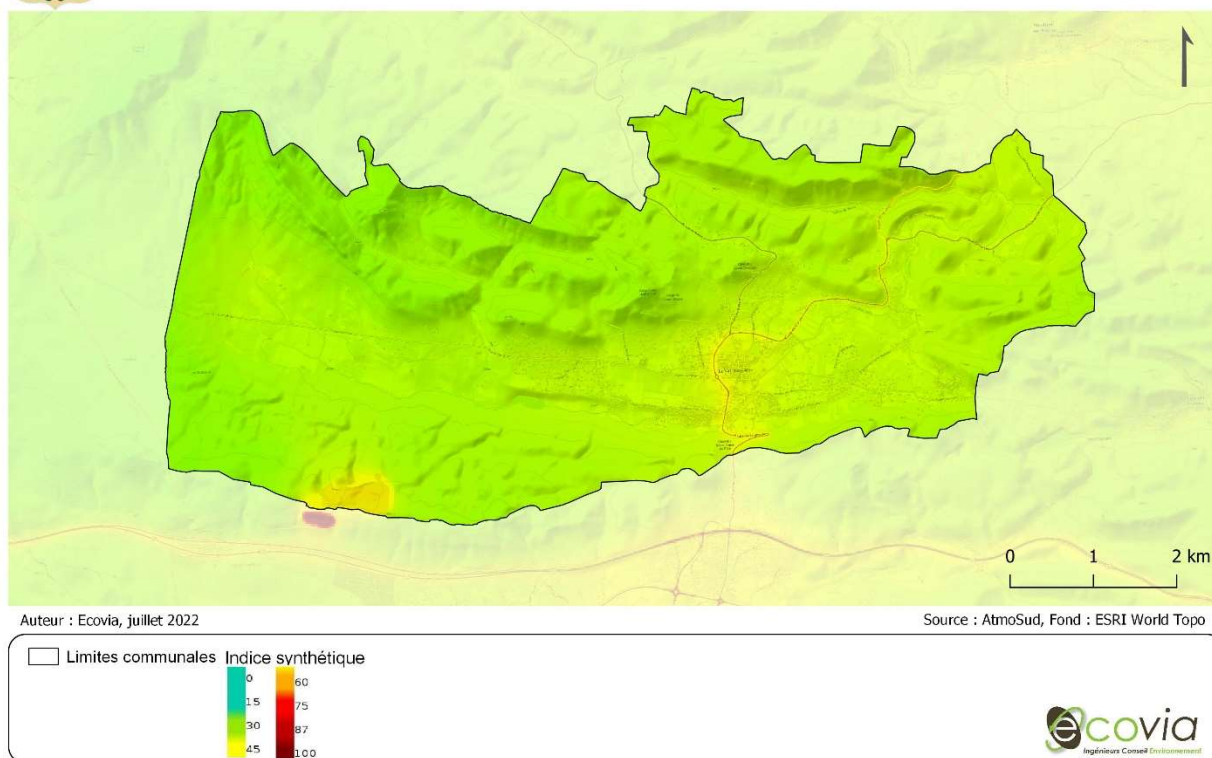 0 1 2 km
Auteur : Ecovia, juillet 2022 Source : AtmoSud, Fond : ESRI World Topo
Limites communales Indice synthétique
0
15
30
45
60
75
87
100
ecovia
Ingénieurs Conseil Environnement